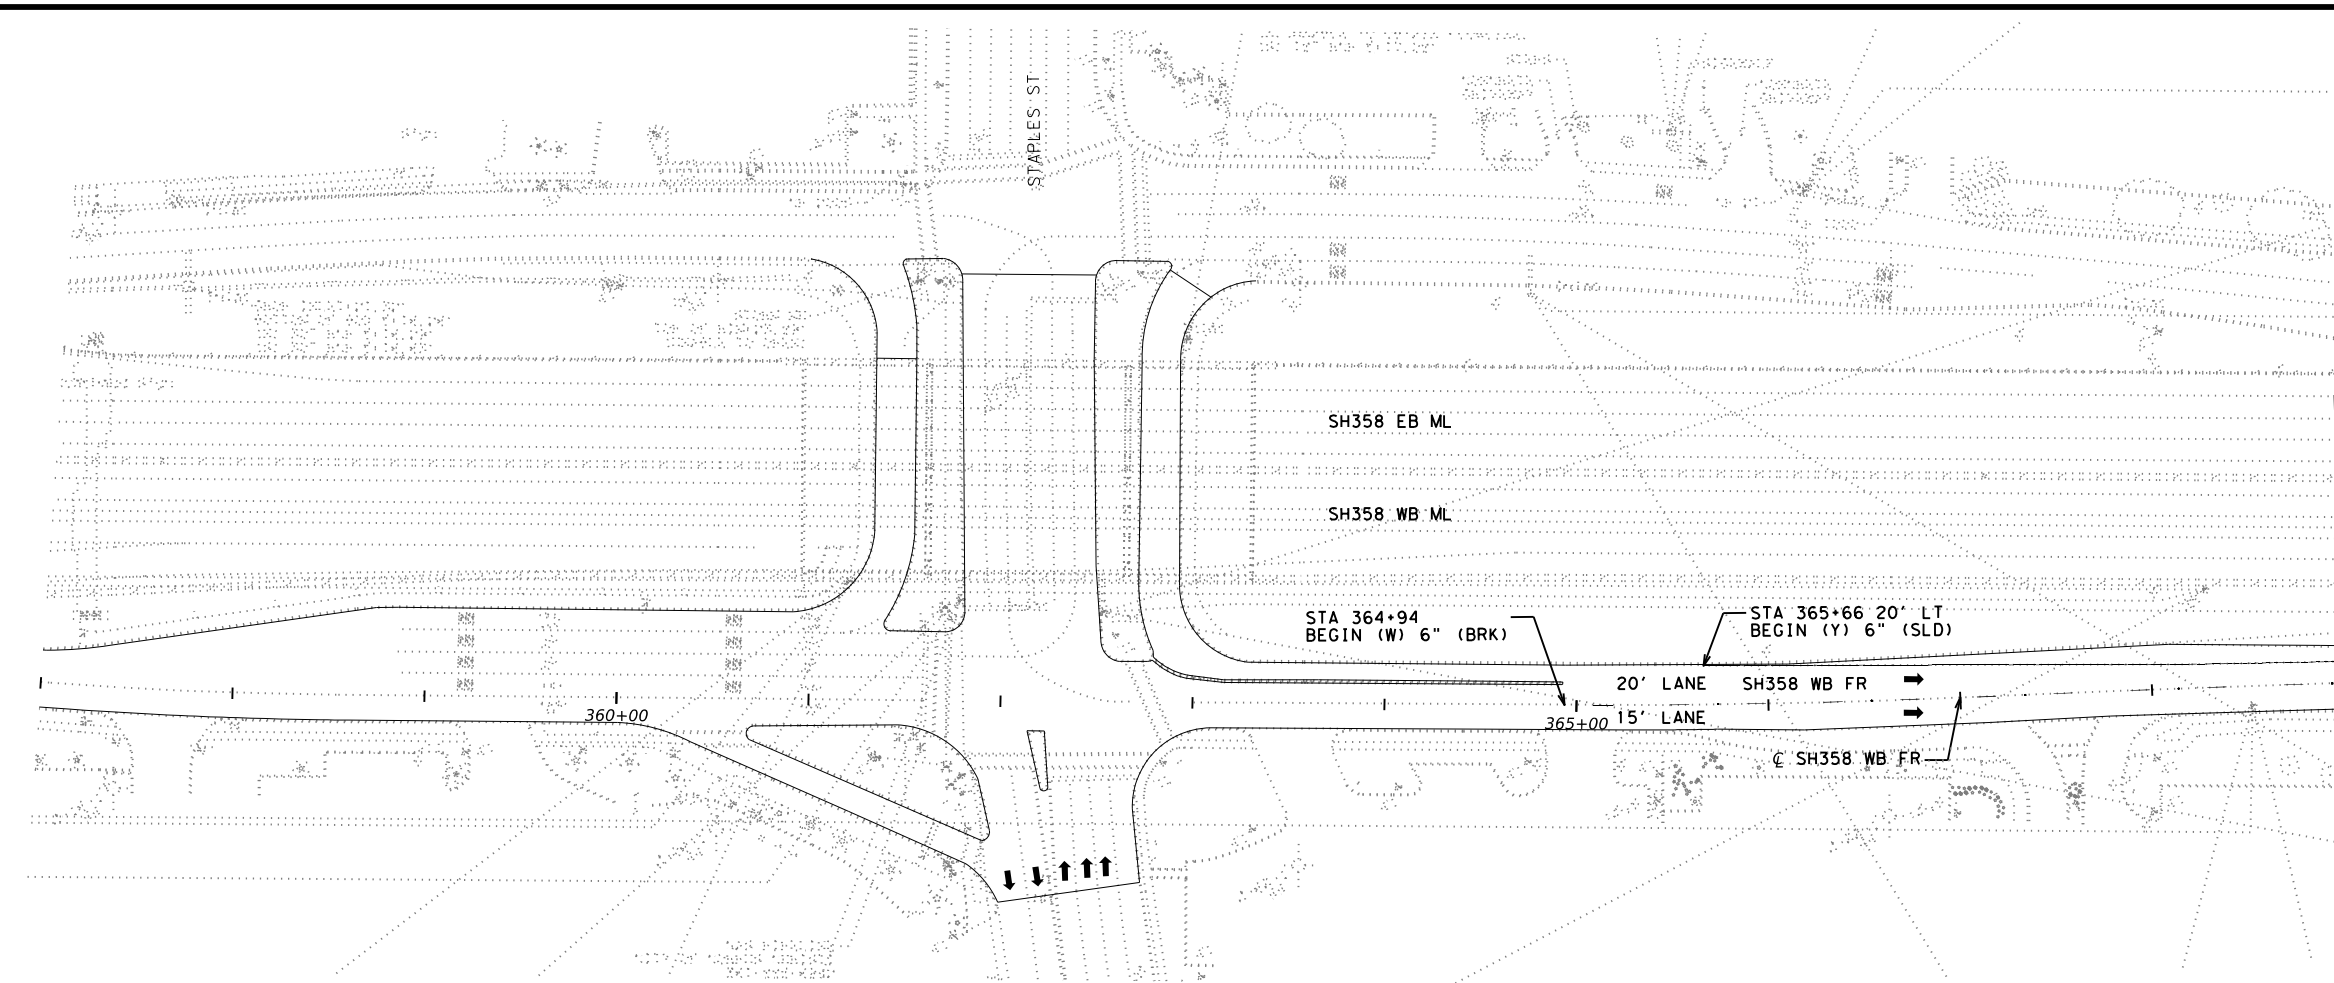 STAPLES ST
SH358 EB ML
SH358 WB ML
STA 364+94
BEGIN (W) 6" (BRK)
STA 365+66 20' LT
BEGIN (Y) 6" (SLD)
20' LANE SH358 WB FR
360+00
365+00
15' LANE
℄ SH358 WB FR